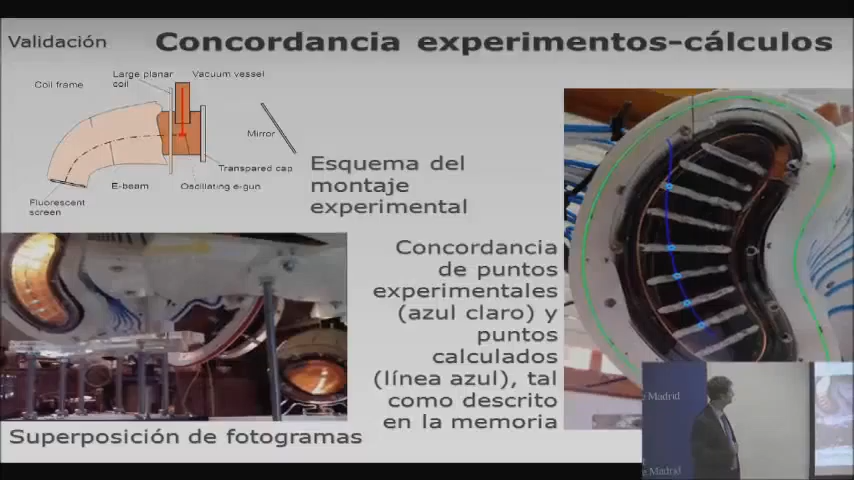 Validación
Concordancia experimentos-cálculos
Large planar
coil
Vacuum vessel
Coil frame
Mirror
Transpared cap
E-beam
Oscillating e-gun
Fluorescent
screen
Esquema del
montaje
experimental
Concordancia
de puntos
experimentales
(azul claro) y
puntos
calculados
(línea azul), tal
como descrito
en la memoria
Superposición de fotogramas
Madrid
Madrid